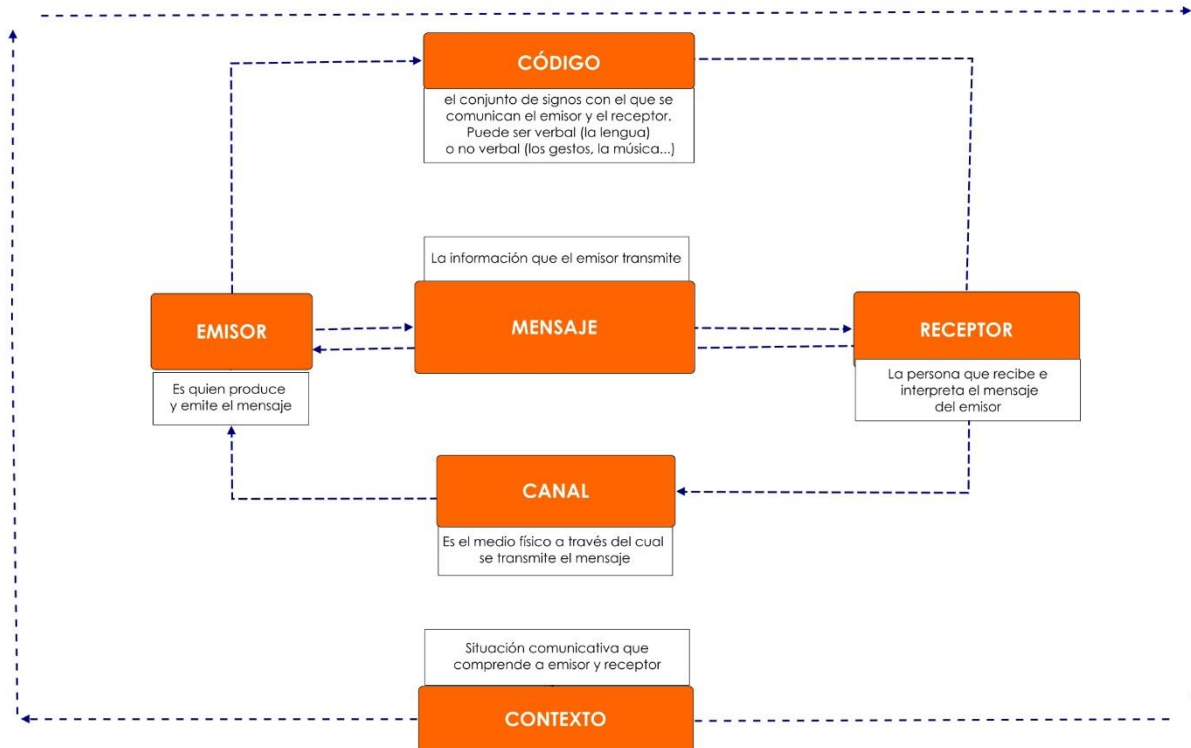 CÓDIGO
el conjunto de signos con el que se
comunican el emisor y el receptor.
Puede ser verbal (la lengua)
o no verbal (los gestos, la música...)
La información que el emisor transmite
MENSAJE
EMISOR
Es quien produce
y emite el mensaje
RECEPTOR
La persona que recibe e
interpreta el mensaje
del emisor
CANAL
Es el medio físico a través del cual
se transmite el mensaje
Situación comunicativa que
comprende a emisor y receptor
CONTEXTO